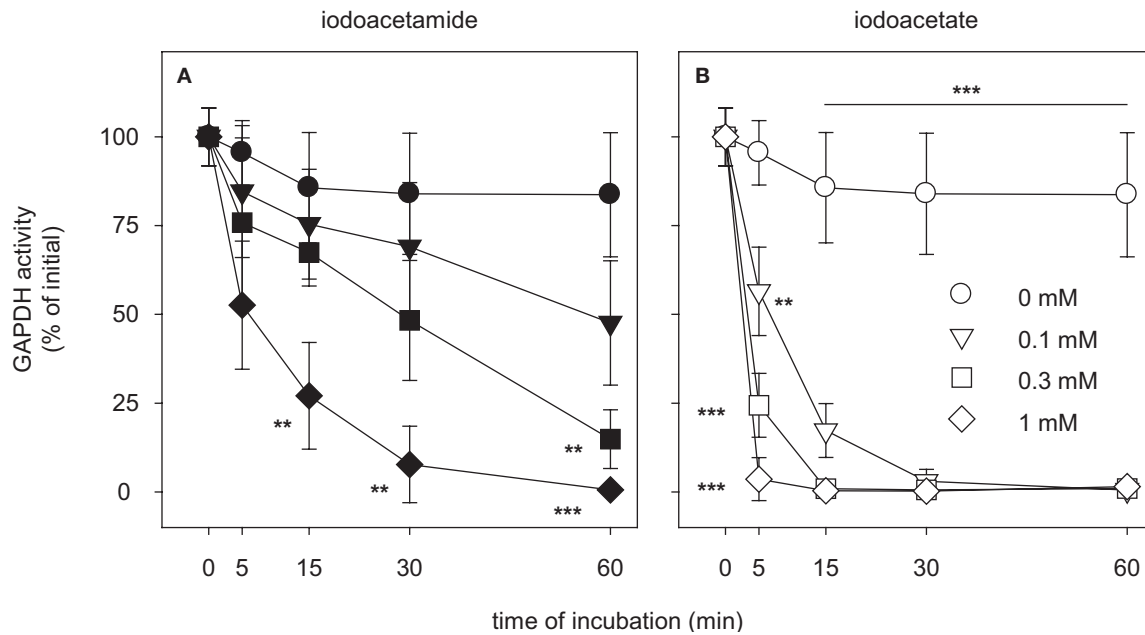 iodoacetamide
iodoacetate
A
B
GAPDH activity
(% of initial)
100
75
50
25
0
**
**
**
***
***
**
***
***
0 mM
0.1 mM
0.3 mM
1 mM
0 5 15 30 60
0 5 15 30 60
time of incubation (min)